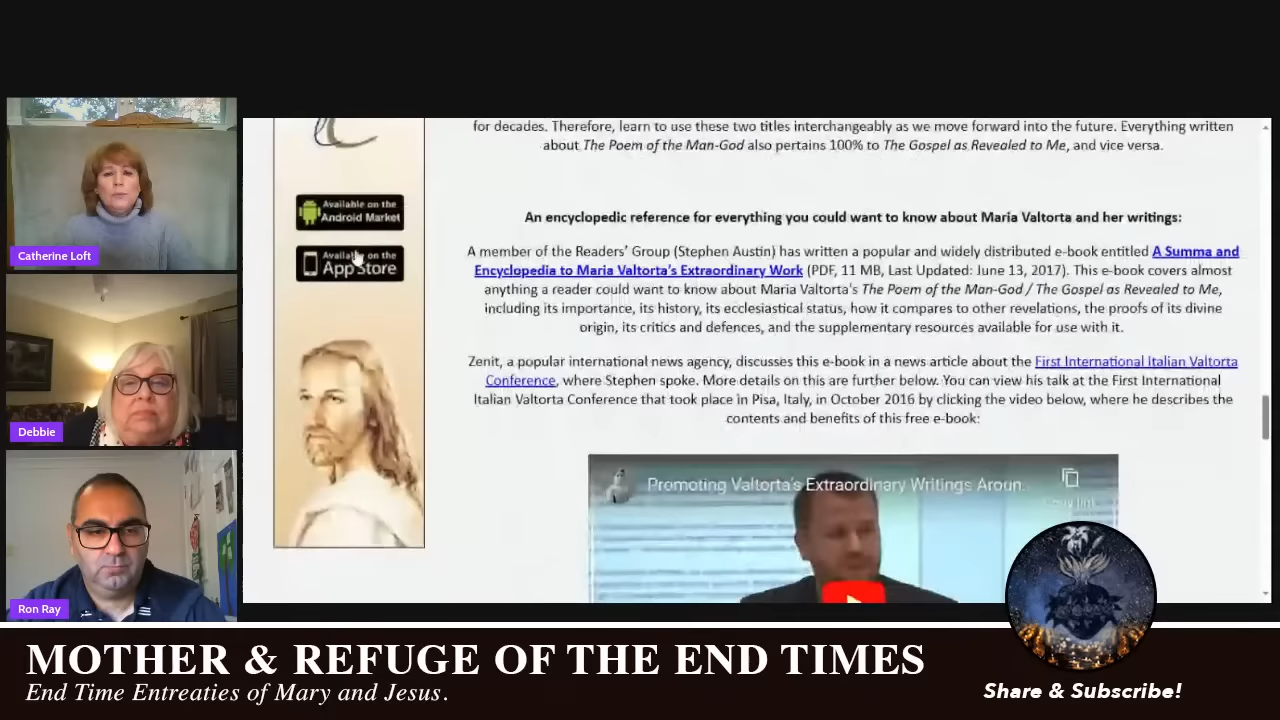 for decades. Therefore, learn to use these two titles interchangeably as we move forward into the future. Everything written
about The Poem of the Man-God also pertains 100% to The Gospel as Revealed to Me, and vice versa.
Available on the
Android Market
Available on the
App Store
An encyclopedic reference for everything you could want to know about Maria Valtorta and her writings:
A member of the Readers' Group (Stephen Austin) has written a popular and widely distributed e-book entitled A Summa and
Encyclopedia to Maria Valtorta's Extraordinary Work (PDF, 11 MB, Last Updated: June 13, 2017). This e-book covers almost
anything a reader could want to know about Maria Valtorta's The Poem of the Man-God / The Gospel as Revealed to Me,
including its importance, its history, its ecclesiastical status, how it compares to other revelations, the proofs of its divine
origin, its critics and defences, and the supplementary resources available for use with it.
Zenit, a popular international news agency, discusses this e-book in a news article about the First International Italian Valtorta
Conference, where Stephen spoke. More details on this are further below. You can view his talk at the First International
Italian Valtorta Conference that took place in Pisa, Italy, in October 2016 by clicking the video below, where he describes the
contents and benefits of this free e-book:
Promoting Valtorta's Extraordinary Writings Aroun...
Copy link
Catherine Loft
Debbie
Ron Ray
MOTHER & REFUGE OF THE END TIMES
End Time Entreaties of Mary and Jesus.
Share & Subscribe!